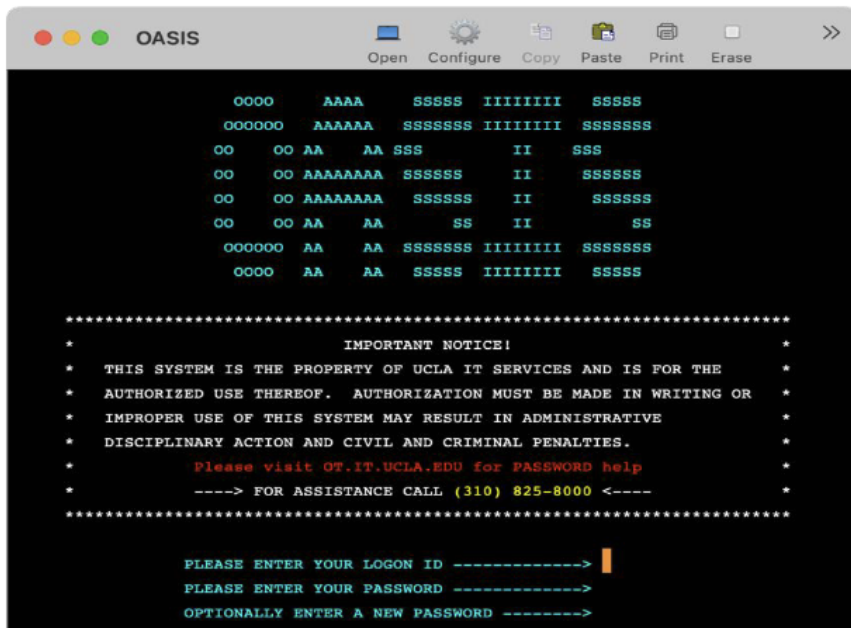 OASIS
Open Configure Copy Paste Print Erase
OOOO AAAA SSSSS IIIIIIII SSSSS
OOOOOO AAAAAA SSSSSSS IIIIIIII SSSSSSS
OO OO AA AA SSS II SSS
OO OO AAAAAAAA SSSSSS II SSSSSS
OO OO AAAAAAAA SSSSSS II SSSSSS
OO OO AA AA SS II SS
OOOOOO AA AA SSSSSSS IIIIIIII SSSSSSS
OOOO AA AA SSSSS IIIIIIII SSSSS
*************************************************************************
* IMPORTANT NOTICE! *
* THIS SYSTEM IS THE PROPERTY OF UCLA IT SERVICES AND IS FOR THE *
* AUTHORIZED USE THEREOF. AUTHORIZATION MUST BE MADE IN WRITING OR *
* IMPROPER USE OF THIS SYSTEM MAY RESULT IN ADMINISTRATIVE *
* DISCIPLINARY ACTION AND CIVIL AND CRIMINAL PENALTIES. *
* Please visit OT.IT.UCLA.EDU for PASSWORD help *
* ----> FOR ASSISTANCE CALL (310) 825-8000 <---- *
*************************************************************************
PLEASE ENTER YOUR LOGON ID ------------->
PLEASE ENTER YOUR PASSWORD ------------->
OPTIONALLY ENTER A NEW PASSWORD -------->